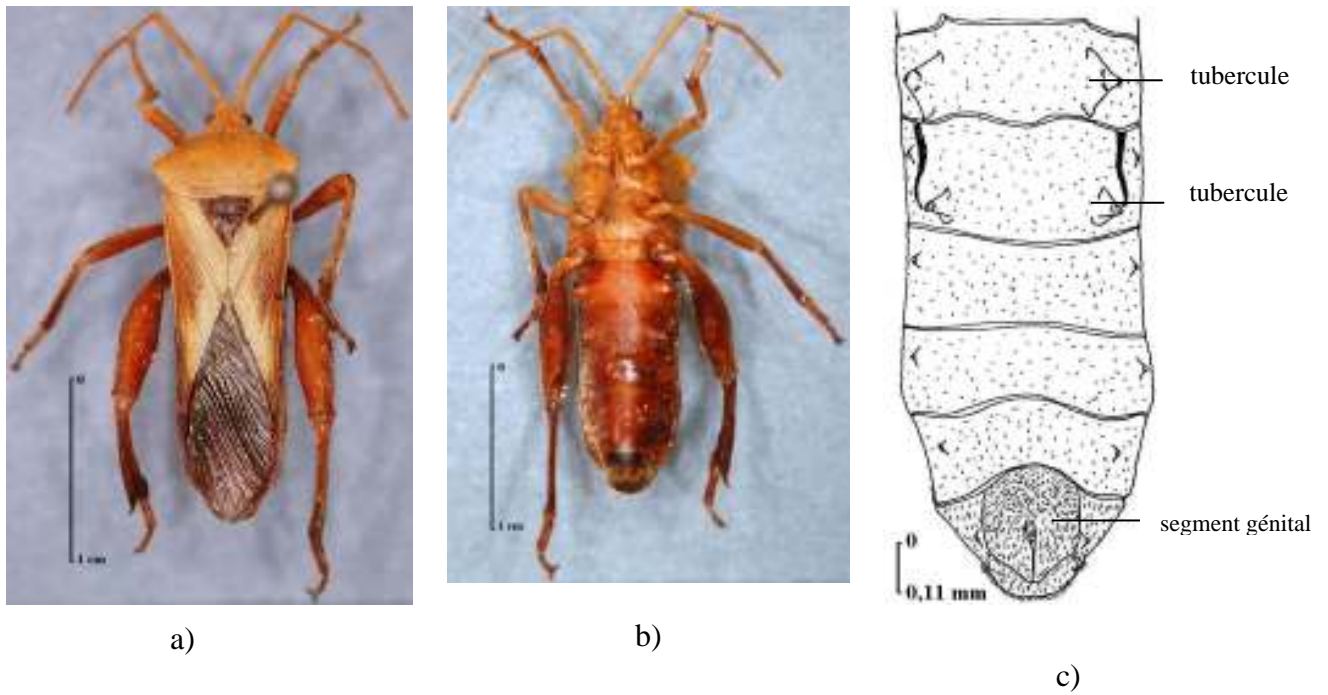 0
1 cm
a)
0
1 cm
b)
tubercule
tubercule
segment génital
0
0,11 mm
c)